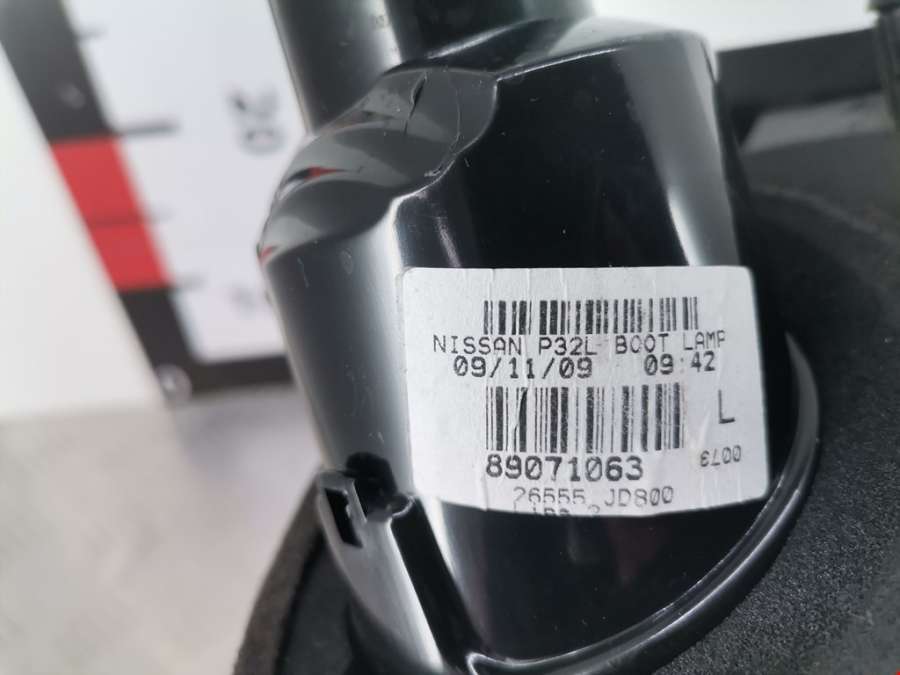 NISSAN P32L BOOT LAMP
09/11/09 09:42
L
89071063
0073
26555 JD800